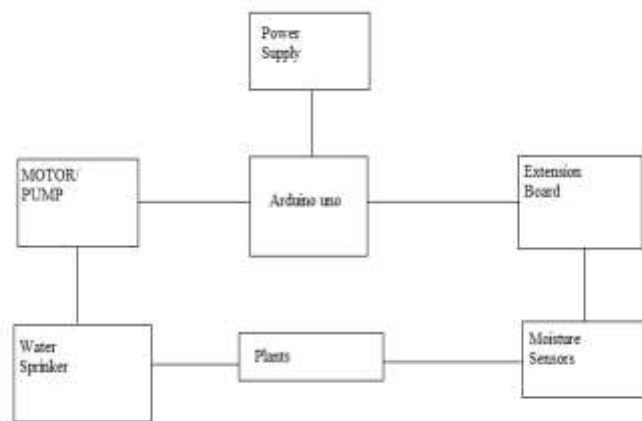 Power
Supply
MOTOR/
PUMP
Arduino uno
Extension
Board
Water
Sprinker
Plants
Moisture
Sensors